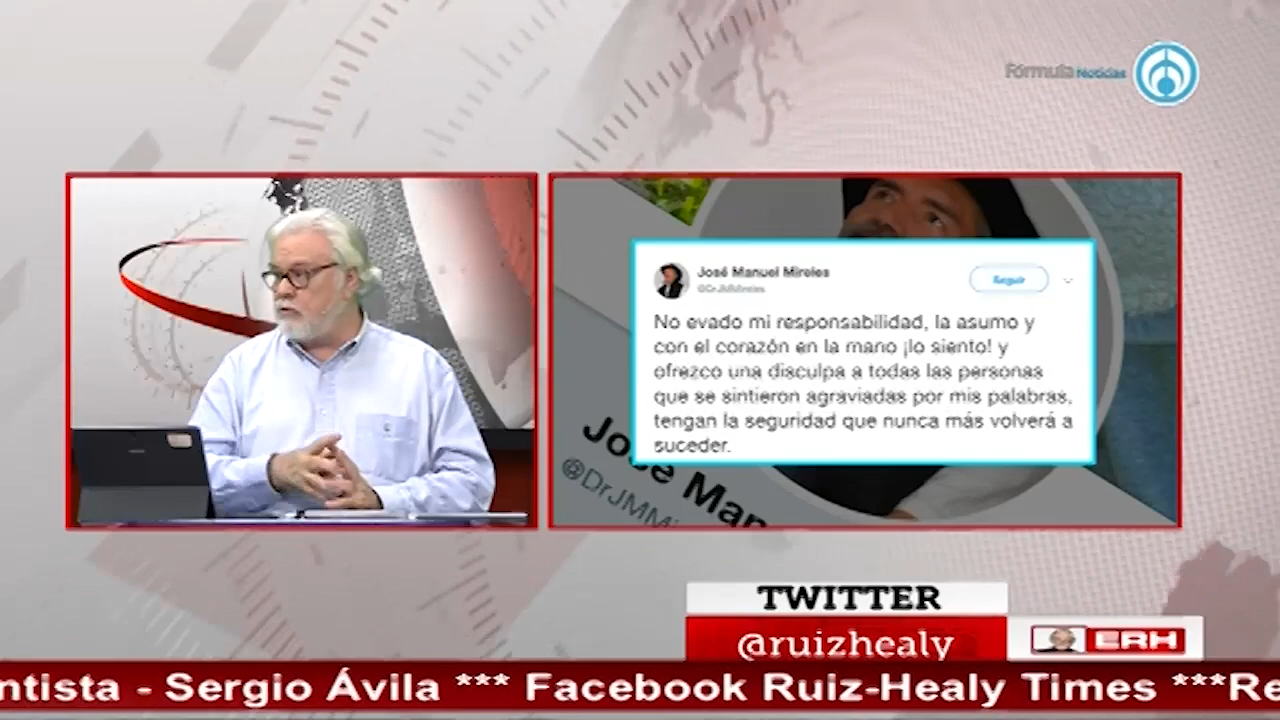 Fórmula Noticias
José Manuel Mireles
@DrJMMireles
Seguir
No evado mi responsabilidad, la asumo y
con el corazón en la mano ¡lo siento! y
ofrezco una disculpa a todas las personas
que se sintieron agraviadas por mis palabras,
tengan la seguridad que nunca más volverá a
suceder.
José Man
@DrJMMi
TWITTER
@ruizhealy
ERH
ntista - Sergio Ávila *** Facebook Ruiz-Healy Times ***Re